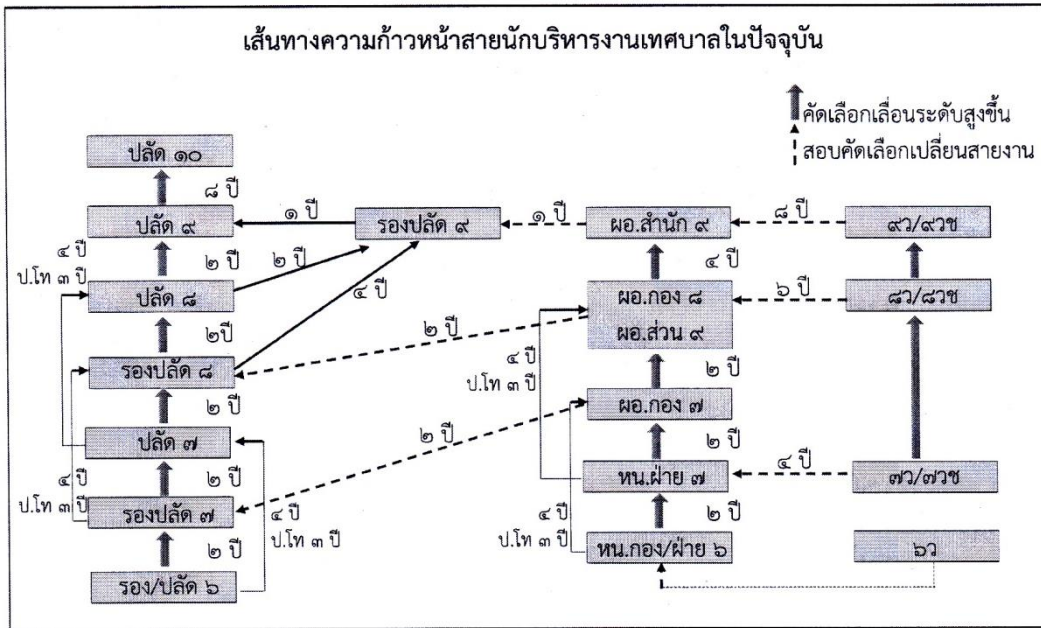 เส้นทางความก้าวหน้าสายนักบริหารงานเทศบาลในปัจจุบัน
คัดเลือกเลื่อนระดับสูงขึ้น
สอบคัดเลือกเปลี่ยนสายงาน
ปลัด ๑๐
๘ ปี
ปลัด ๙
๑ ปี
รองปลัด ๙
๑ ปี
ผอ.สำนัก ๙
๘ ปี
๙ว/๙วช
๔ ปี
ป.โท ๓ ปี
๒ ปี
๒ ปี
๔ ปี
๔ ปี
ปลัด ๘
ผอ.กอง ๘
ผอ.ส่วน ๙
๖ ปี
๘ว/๘วช
๒ปี
๒ ปี
รองปลัด ๘
๔ ปี
ป.โท ๓ ปี
๒ ปี
๒ ปี
ผอ.กอง ๗
ปลัด ๗
๒ ปี
๒ ปี
๔ ปี
ป.โท ๓ ปี
๒ ปี
หน.ฝ่าย ๗
๔ ปี
๗ว/๗วช
รองปลัด ๗
๔ ปี
ป.โท ๓ ปี
๔ ปี
ป.โท ๓ ปี
๒ ปี
๒ ปี
หน.กอง/ฝ่าย ๖
๖ว
รอง/ปลัด ๖